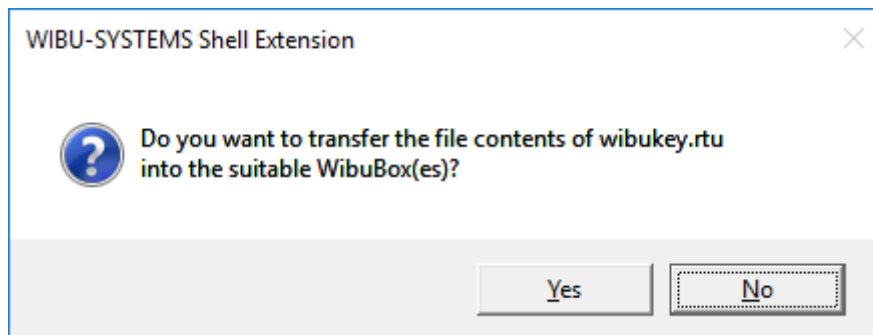 WIBU-SYSTEMS Shell Extension
Do you want to transfer the file contents of wibukey.rtu
into the suitable WibuBox(es)?
Yes
No